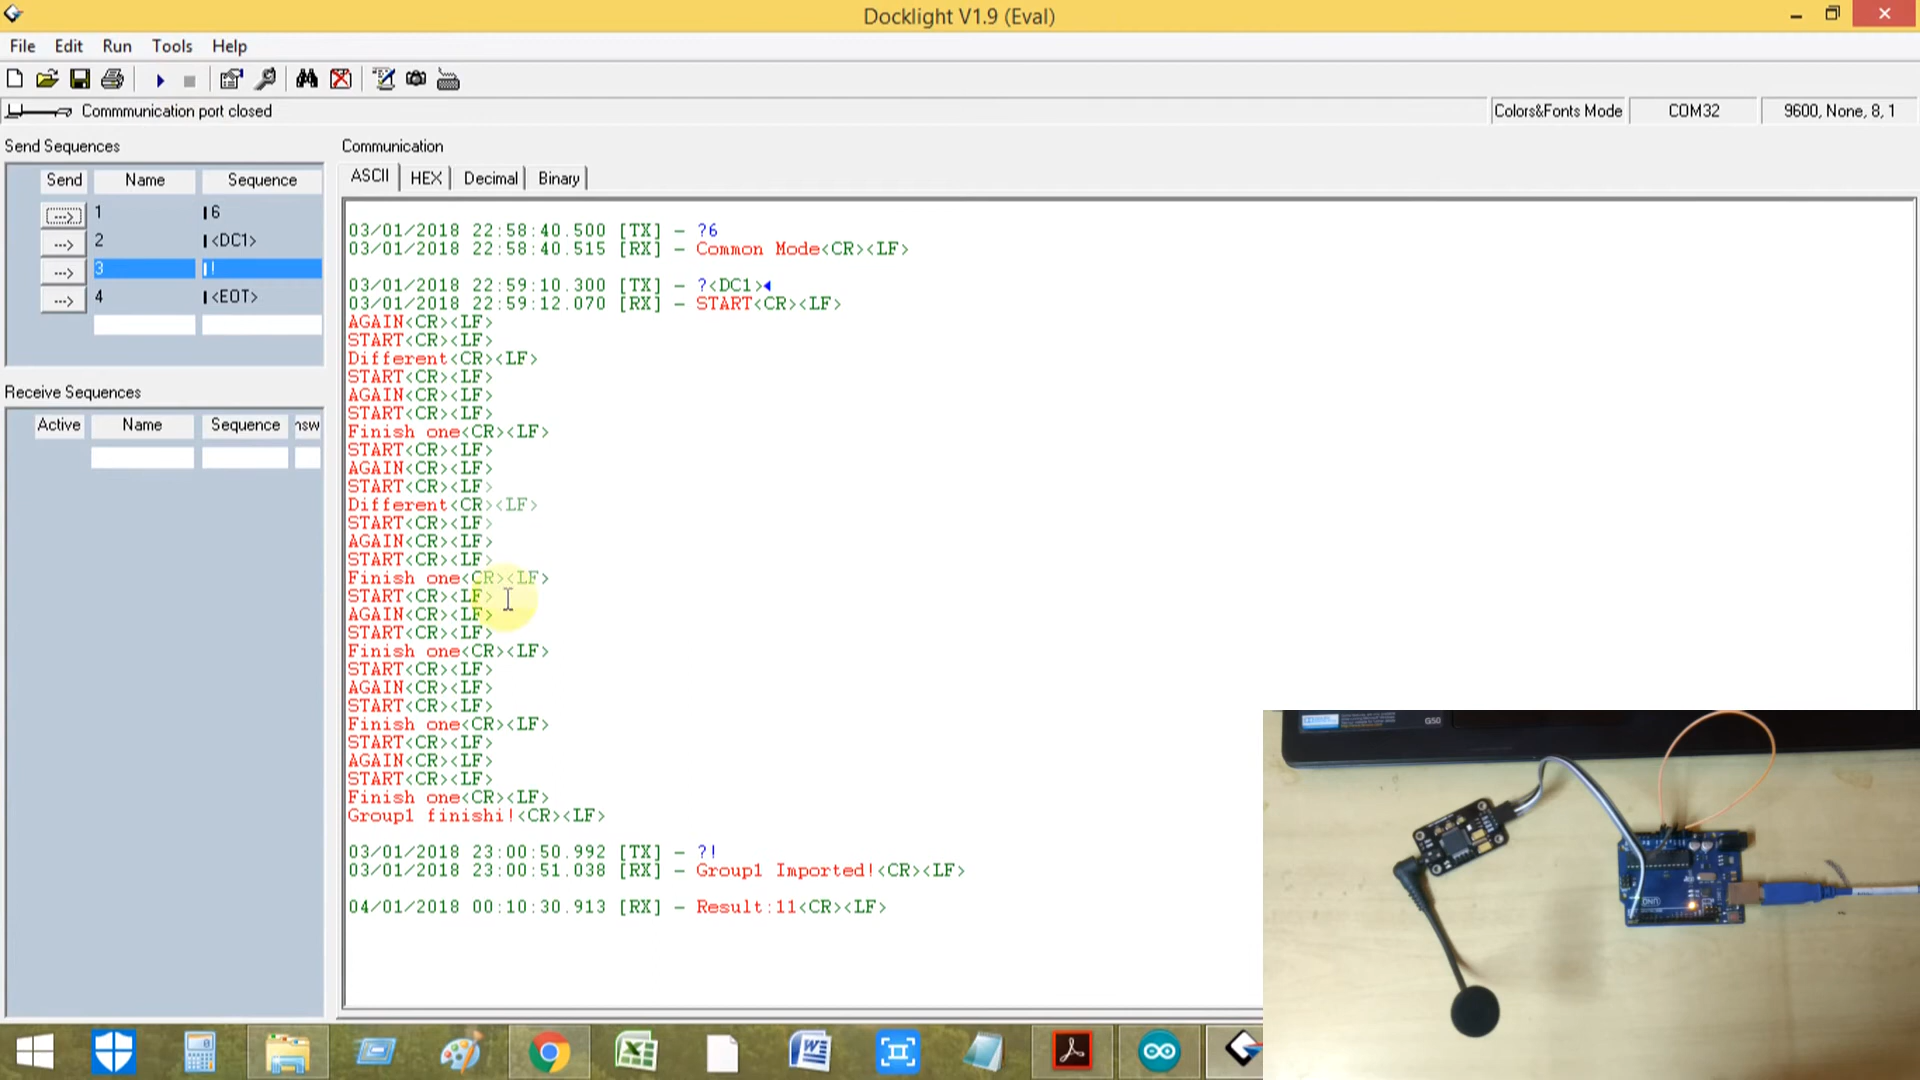 Docklight V1.9 (Eval)
File Edit Run Tools Help
Commmunication port closed
Colors&Fonts Mode COM32 9600, None, 8, 1
Send Sequences
Send Name Sequence
---> 1 6
---> 2 <DC1>
---> 3 !
---> 4 <EOT>
Receive Sequences
Active Name Sequence nsw
Communication
ASCII HEX Decimal Binary
03/01/2018 22:58:40.500 [TX] - ?6
03/01/2018 22:58:40.515 [RX] - Common Mode<CR><LF>
03/01/2018 22:59:10.300 [TX] - ?<DC1>◄
03/01/2018 22:59:12.070 [RX] - START<CR><LF>
AGAIN<CR><LF>
START<CR><LF>
Different<CR><LF>
START<CR><LF>
AGAIN<CR><LF>
START<CR><LF>
Finish one<CR><LF>
START<CR><LF>
AGAIN<CR><LF>
START<CR><LF>
Different<CR><LF>
START<CR><LF>
AGAIN<CR><LF>
START<CR><LF>
Finish one<CR><LF>
START<CR><LF>
AGAIN<CR><LF>
START<CR><LF>
Finish one<CR><LF>
START<CR><LF>
AGAIN<CR><LF>
START<CR><LF>
Finish one<CR><LF>
START<CR><LF>
AGAIN<CR><LF>
START<CR><LF>
Finish one<CR><LF>
Group1 finishi!<CR><LF>
03/01/2018 23:00:50.992 [TX] - ?!
03/01/2018 23:00:51.038 [RX] - Group1 Imported!<CR><LF>
04/01/2018 00:10:30.913 [RX] - Result:11<CR><LF>
G50
UNO